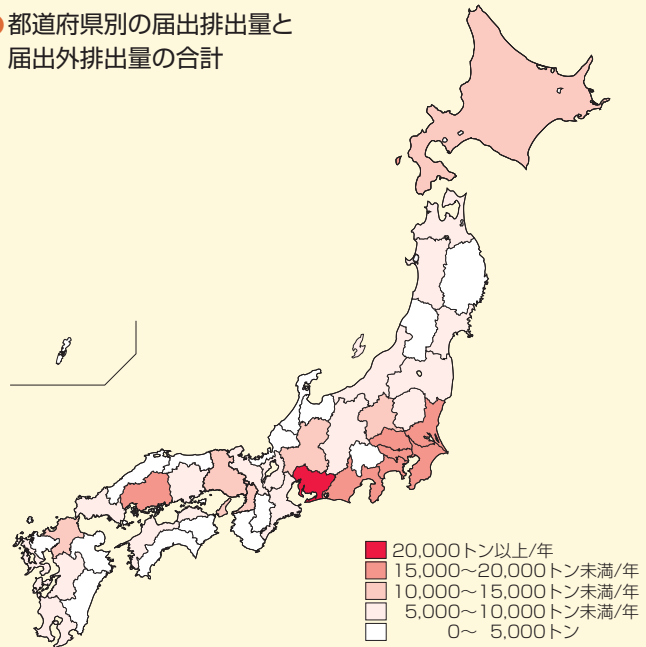 都道府県別の届出排出量と
届出外排出量の合計
20,000トン以上/年
15,000～20,000トン未満/年
10,000～15,000トン未満/年
5,000～10,000トン未満/年
0～ 5,000トン